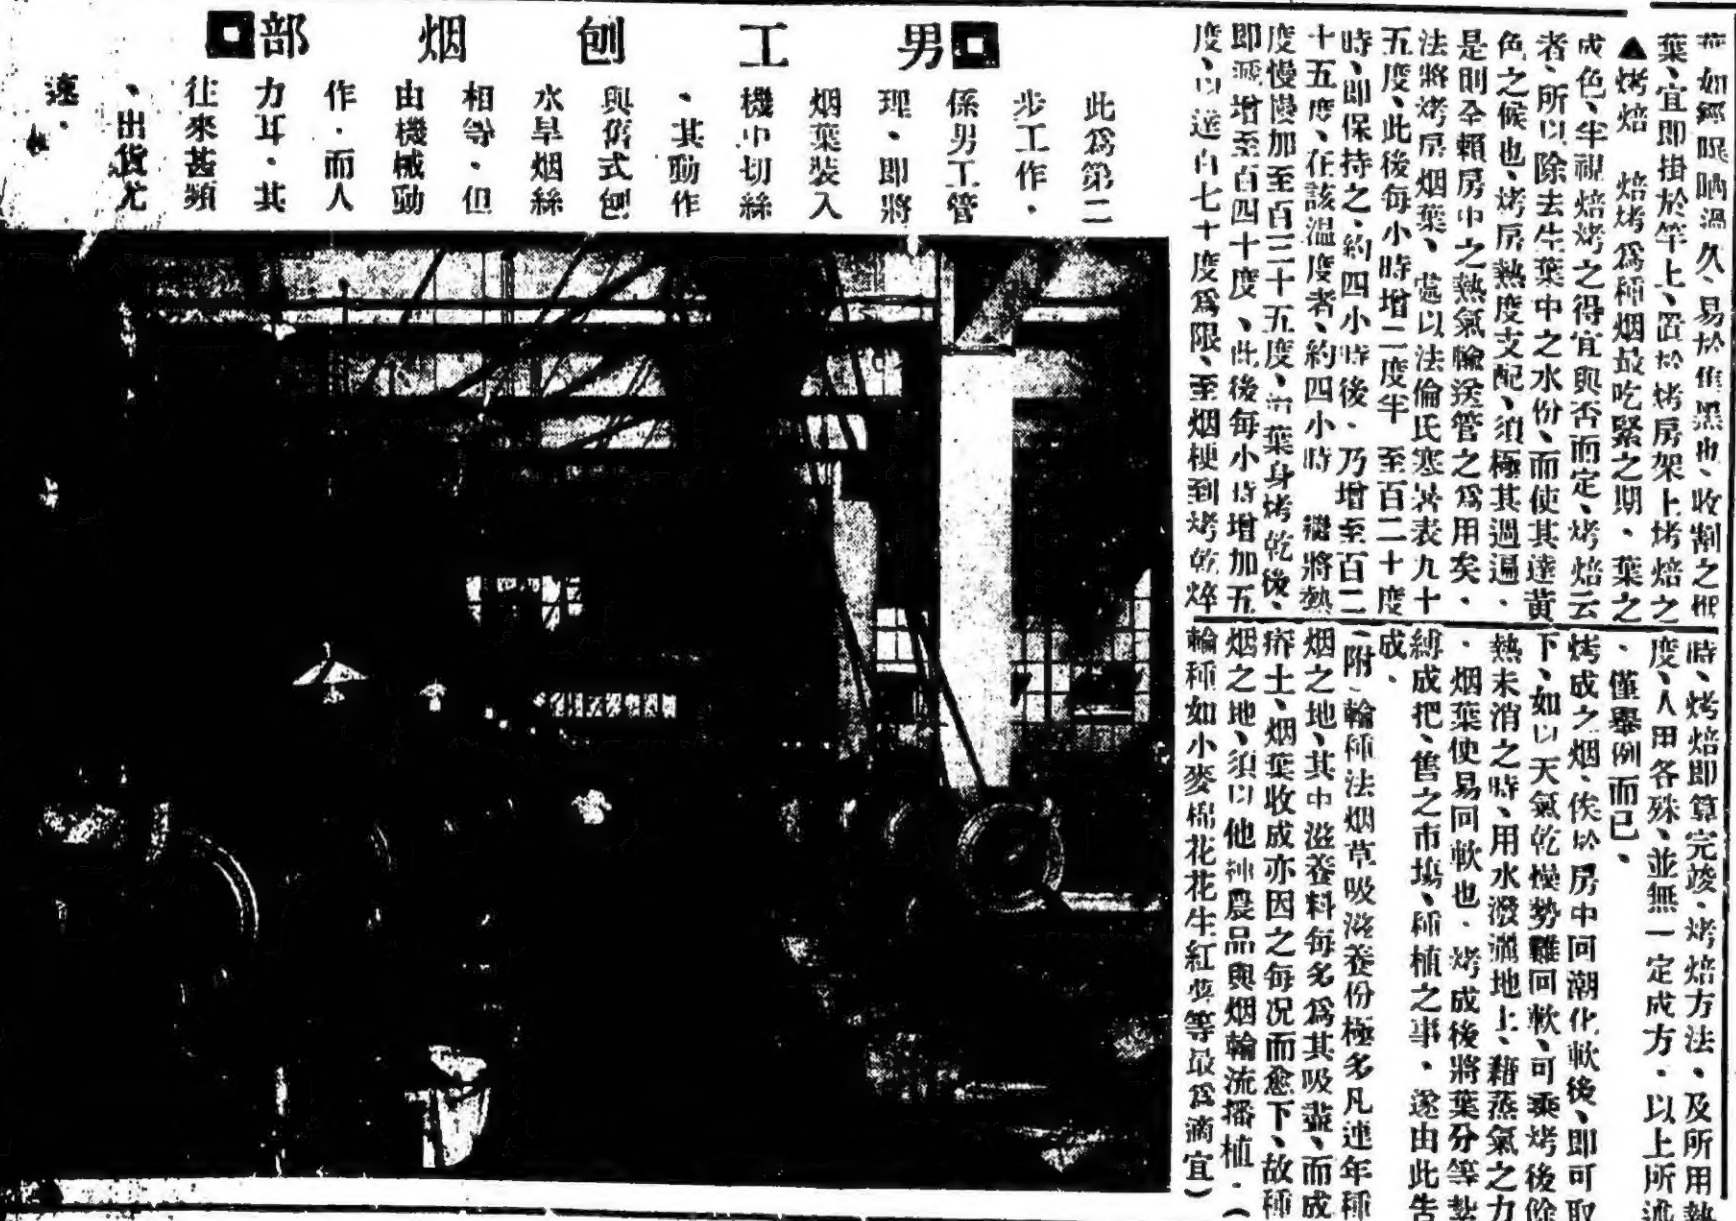 葉如經眼晒過久、易於焦黑也、收割之烟
葉、宜即掛於竿上、置於烤房架上烤焙之
▲烤焙　焙烤爲種烟最吃緊之期．葉之
成色、半視焙烤之得宜與否而定、烤焙云
者、所以除去生葉中之水份、而使其達黃
色之候也、烤房熱度支配、須極其過逼．
是則全賴房中之熱氣輸送管之爲用矣．
法將烤房烟葉、應以法倫氏寒暑表九十
五度、此後每小時增二度半　至百二十度
時、即保持之、約四小時後．乃增至百二
十五度、在該温度者、約四小時　繼將熱
度慢慢加至百三十五度、葉身烤乾後、
即遞增至百四十度、此後每小時增加五
度、以達百七十度爲限、至烟梗到烤乾焠
時、烤焙即算完竣．烤焙方法、及所用熱
度、人用各殊、並無一定成方．以上所述
．僅舉例而已、
烤成之烟、俟於房中回潮化軟後、即可取
下、如以天氣乾燥勢難回軟、可乘烤後餘
熱未消之時、用水潑灑地上、藉蒸氣之力
．烟葉使易回軟也．烤成後將葉分等紮
縛成把、售之市塲、種植之事．遂由此告
成．
（附）輪種法烟草吸滋養份極多凡連年種
烟之地、其中滋養料每多爲其吸盡、而成
瘠土、烟葉收成亦因之每况而愈下、故種
烟之地、須以他種農品與烟輪流播植．（
輪種如小麥棉花花生紅薯等最爲適宜）
男工刨烟部
此爲第二
步工作．
係男工管
理、即將
烟葉裝入
機中切絲
、其動作
與舊式刨
水旱烟絲
相等．但
由機械動
作．而人
力耳．其
往來甚頻
、出貨尤
速．